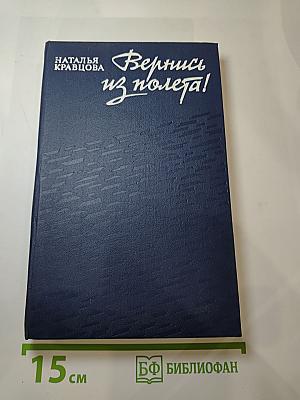 НАТАЛЬЯ
КРАВЦОВА
Вернись
из полета!
15 см
БФ БИБЛИОФАН